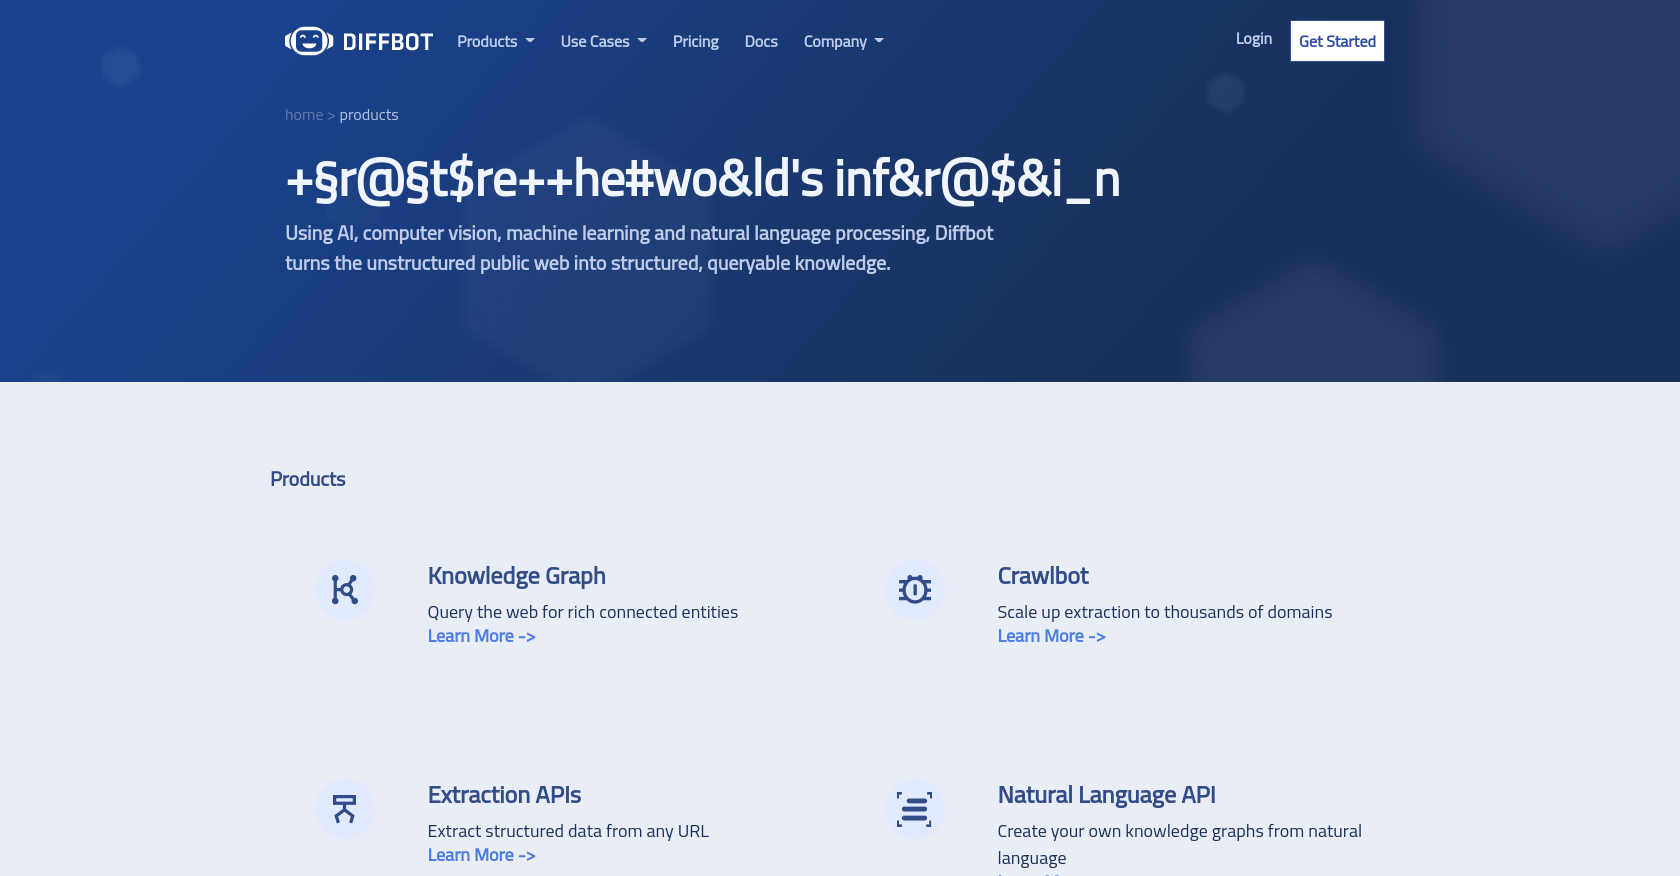 DIFFBOT
Products
Use Cases
Pricing
Docs
Company
Login
Get Started
home > products
+§r@§t$re++he#wo&ld's inf&r@$&i_n
Using AI, computer vision, machine learning and natural language processing, Diffbot
turns the unstructured public web into structured, queryable knowledge.
Products
Knowledge Graph
Query the web for rich connected entities
Learn More ->
Crawlbot
Scale up extraction to thousands of domains
Learn More ->
Extraction APIs
Extract structured data from any URL
Learn More ->
Natural Language API
Create your own knowledge graphs from natural
language